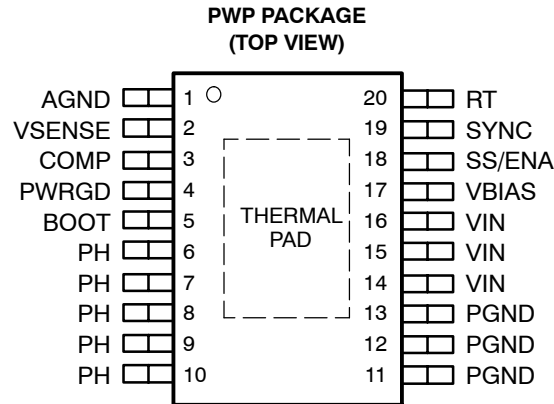 PWP PACKAGE
(TOP VIEW)
AGND 1 20 RT
VSENSE 2 19 SYNC
COMP 3 18 SS/ENA
PWRGD 4 17 VBIAS
BOOT 5 THERMAL PAD 16 VIN
PH 6 15 VIN
PH 7 14 VIN
PH 8 13 PGND
PH 9 12 PGND
PH 10 11 PGND